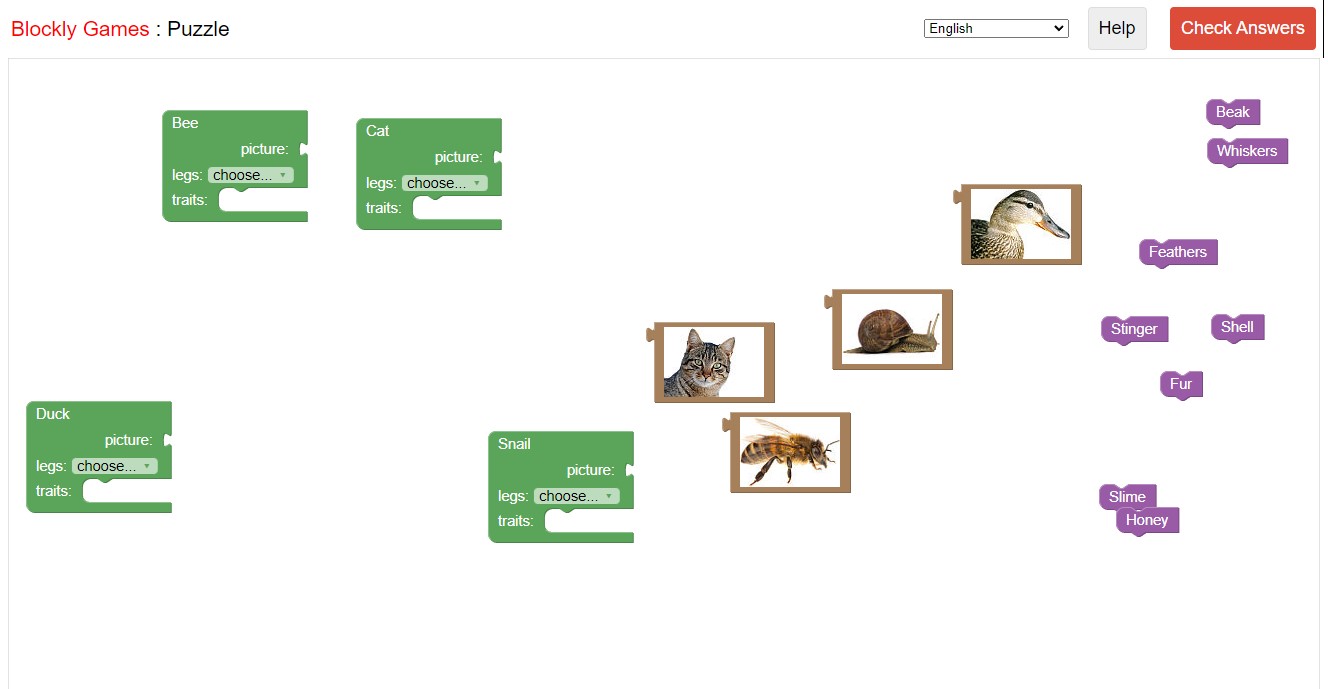 Blockly Games : Puzzle
English
Help
Check Answers
Bee
picture:
legs: choose...
traits:
Cat
picture:
legs: choose...
traits:
Duck
picture:
legs: choose...
traits:
Snail
picture:
legs: choose...
traits:
Beak
Whiskers
Feathers
Stinger
Shell
Fur
Slime
Honey